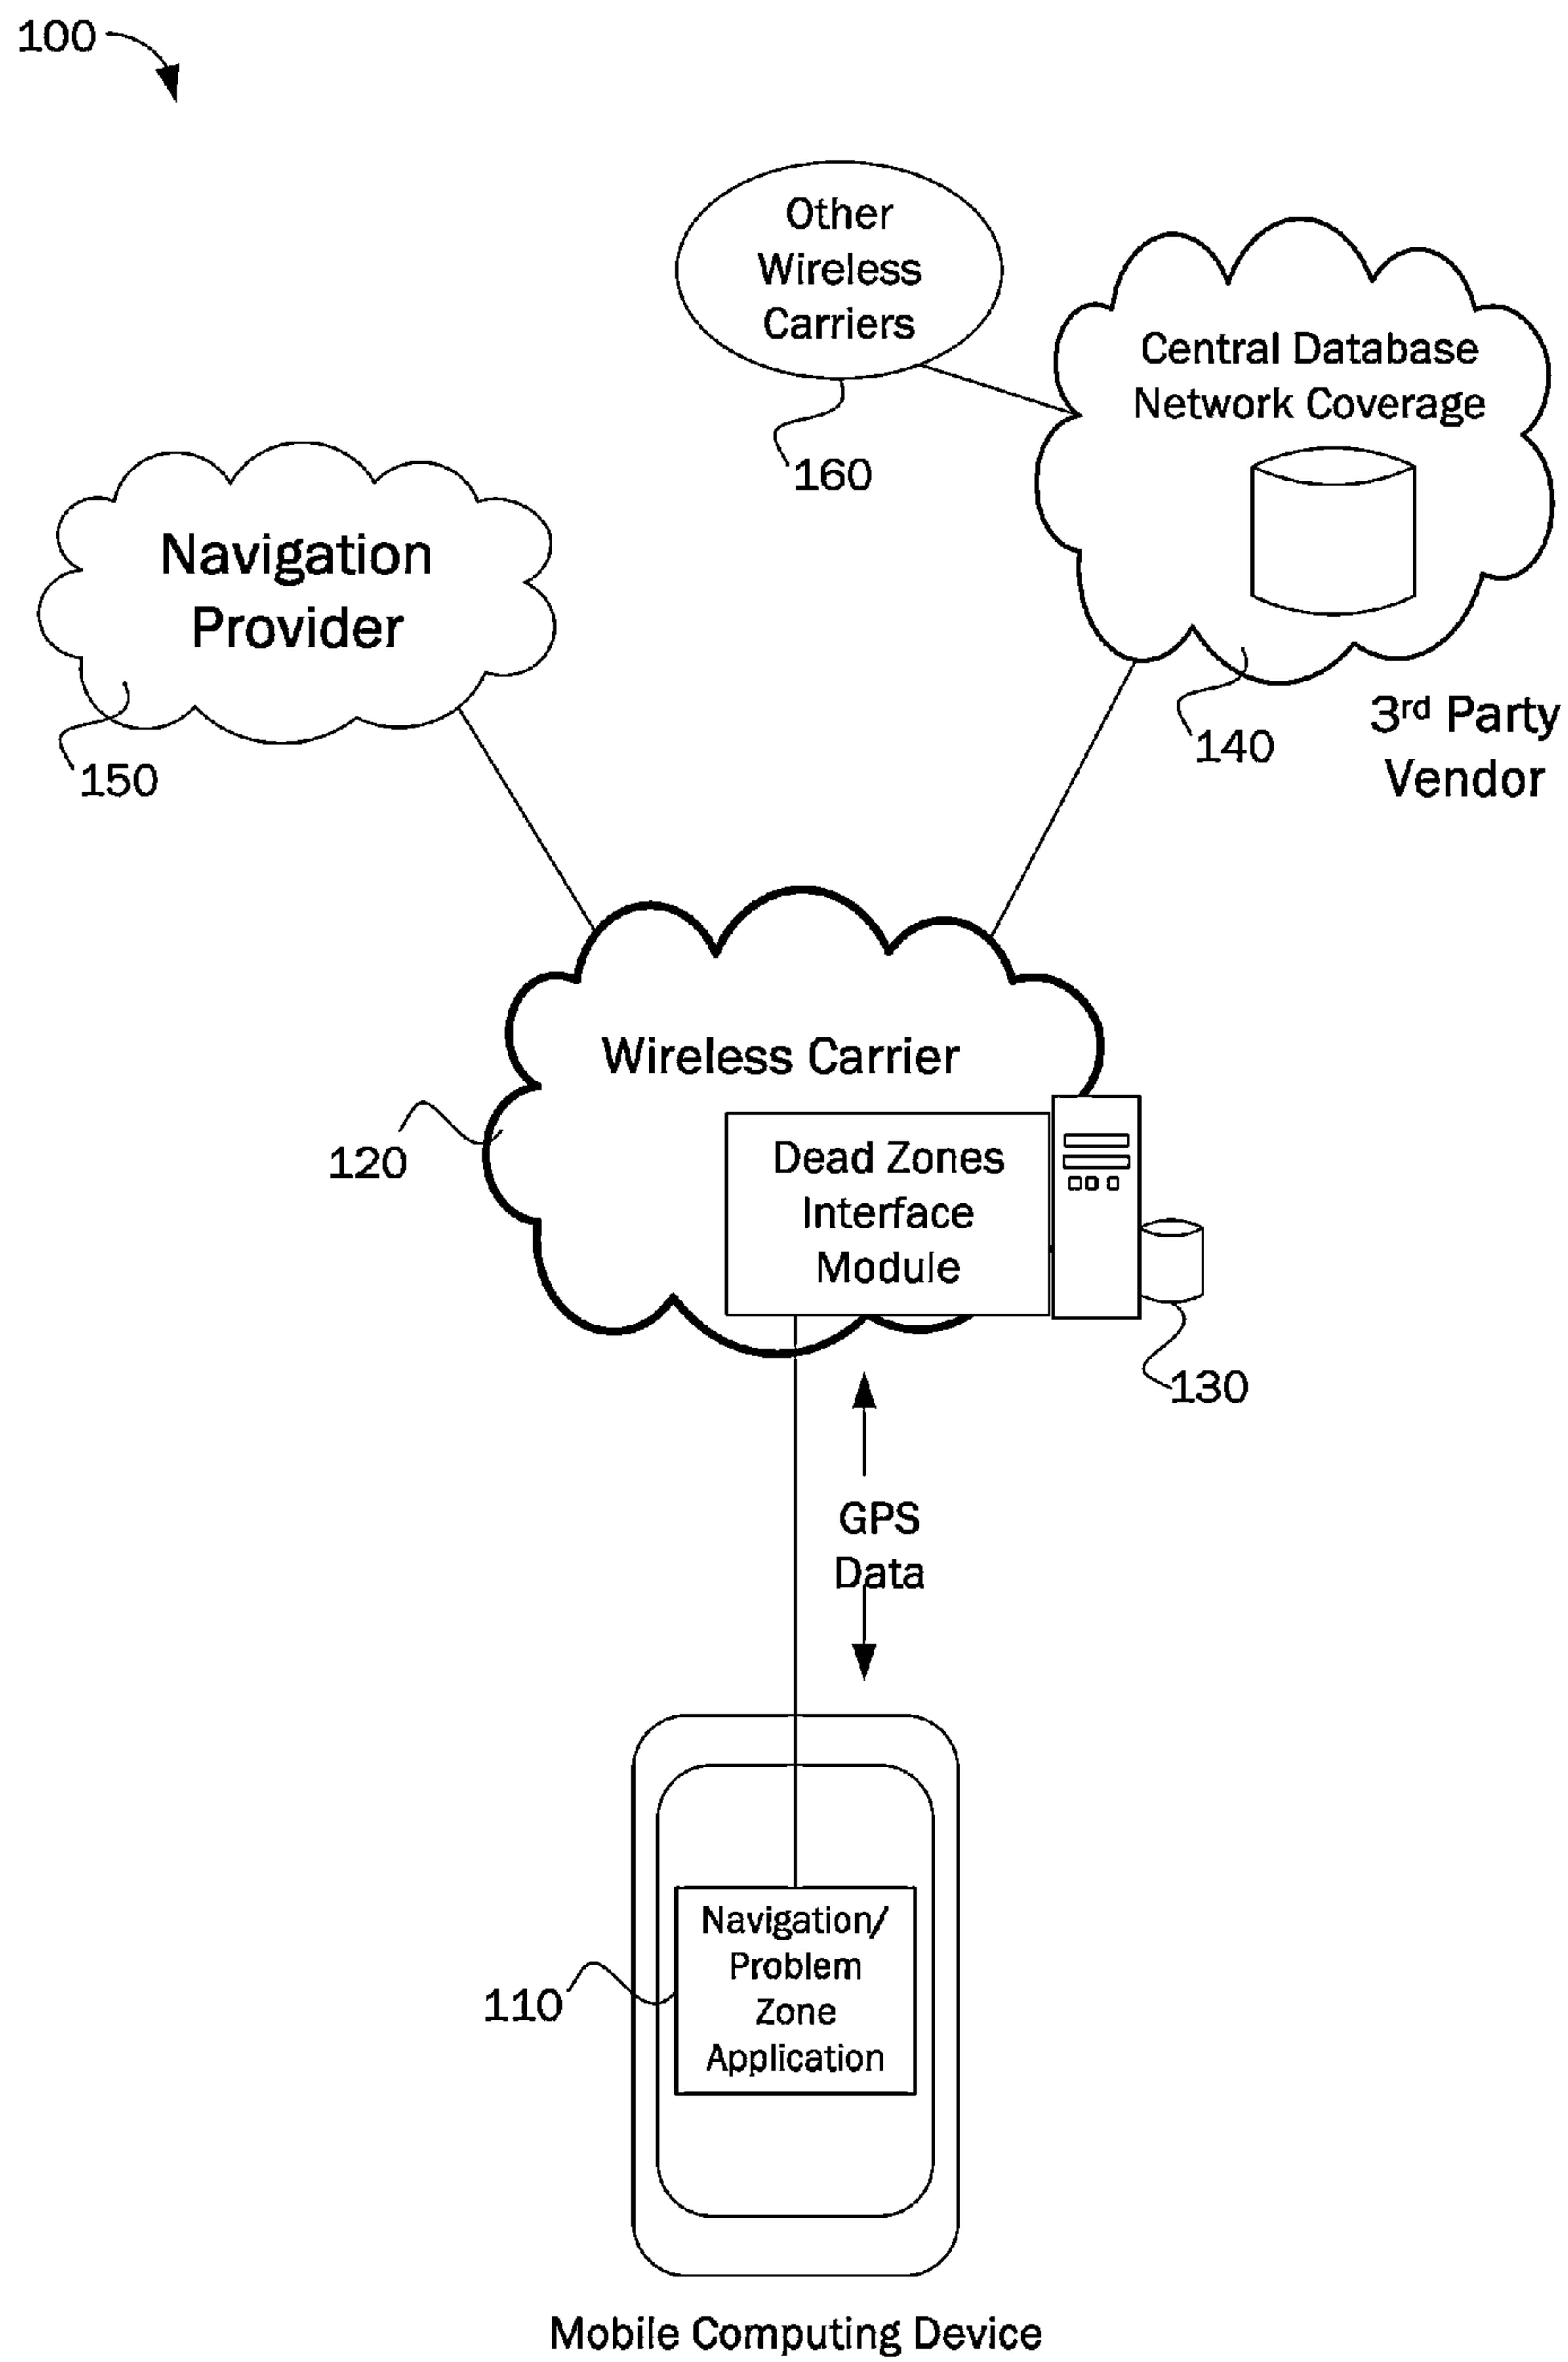 100
Other
Wireless
Carriers
160
Central Database
Network Coverage
140
3rd Party
Vendor
Navigation
Provider
150
Wireless Carrier
120
Dead Zones
Interface
Module
130
GPS
Data
Navigation/
Problem
Zone
Application
110
Mobile Computing Device